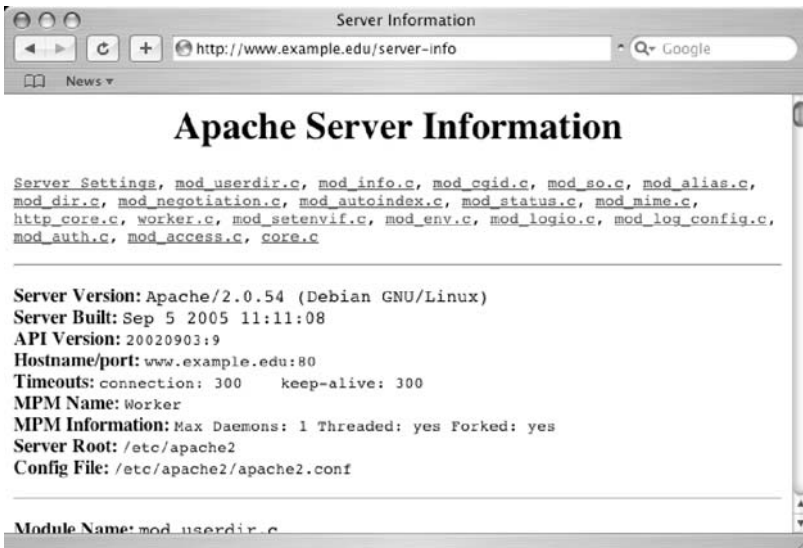 Server Information
http://www.example.edu/server-info
Google
News
Apache Server Information
Server Settings, mod_userdir.c, mod_info.c, mod_cgid.c, mod_so.c, mod_alias.c,
mod_dir.c, mod_negotiation.c, mod_autoindex.c, mod_status.c, mod_mime.c,
http_core.c, worker.c, mod_setenvif.c, mod_env.c, mod_logio.c, mod_log_config.c,
mod_auth.c, mod_access.c, core.c
Server Version: Apache/2.0.54 (Debian GNU/Linux)
Server Built: Sep 5 2005 11:11:08
API Version: 20020903:9
Hostname/port: www.example.edu:80
Timeouts: connection: 300 keep-alive: 300
MPM Name: Worker
MPM Information: Max Daemons: 1 Threaded: yes Forked: yes
Server Root: /etc/apache2
Config File: /etc/apache2/apache2.conf
Module Name: mod_userdir.c